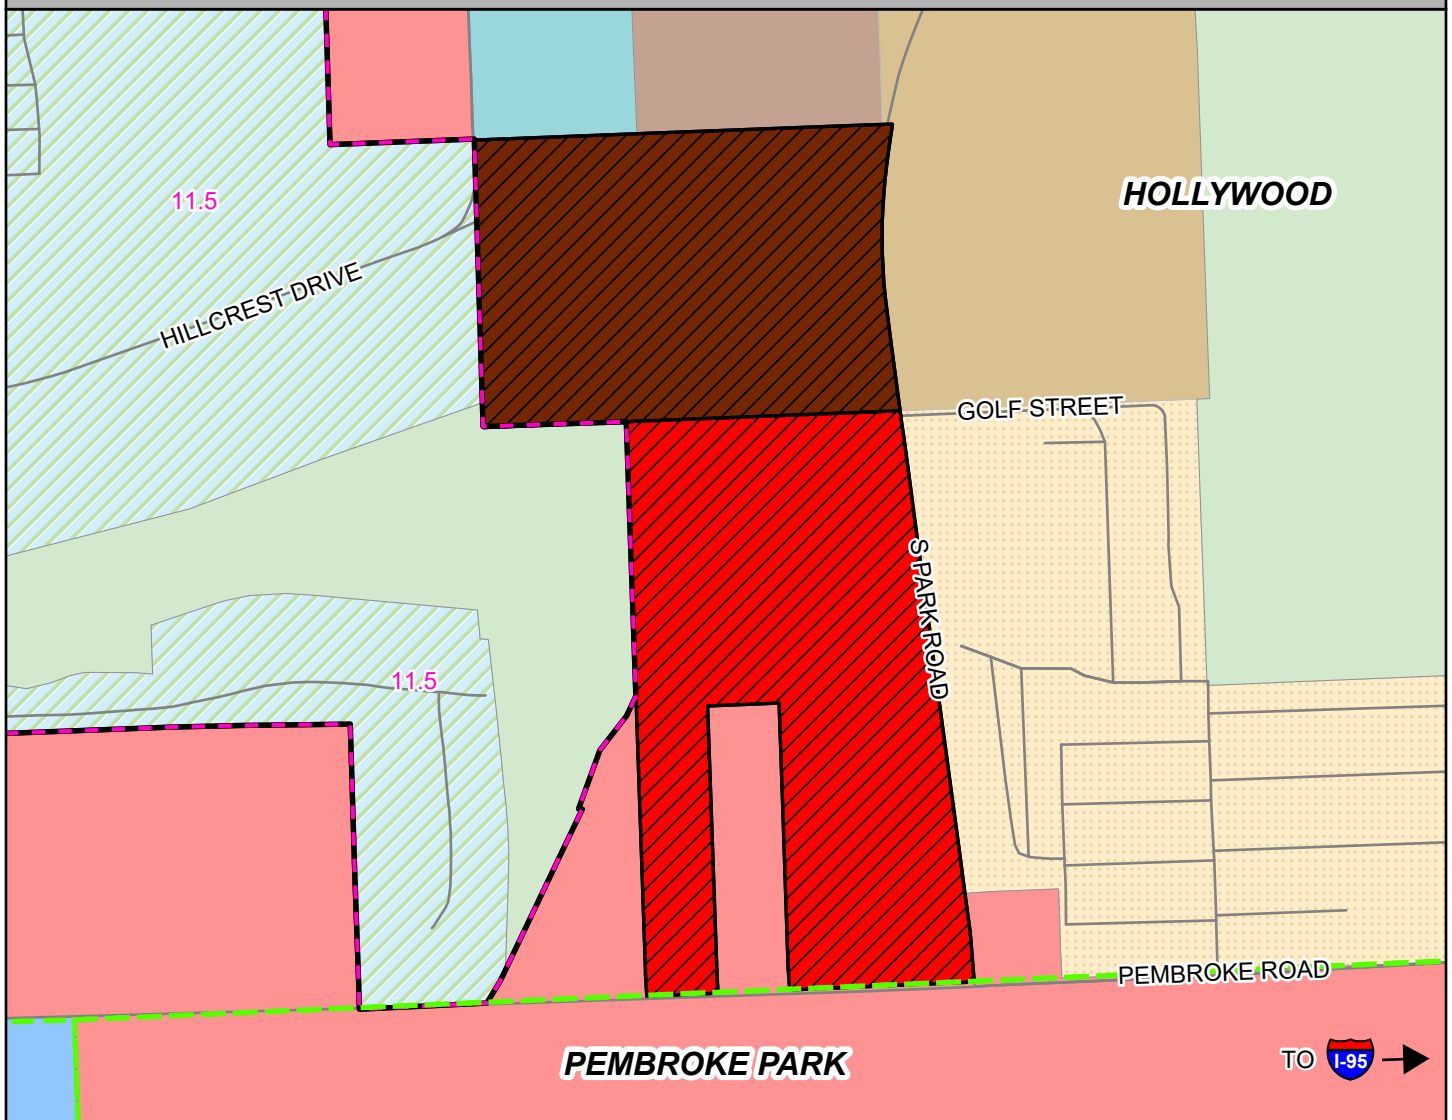 HOLLYWOOD
11.5
HILLCREST DRIVE
GOLF STREET
S PARK ROAD
11.5
PEMBROKE ROAD
PEMBROKE PARK
TO I-95